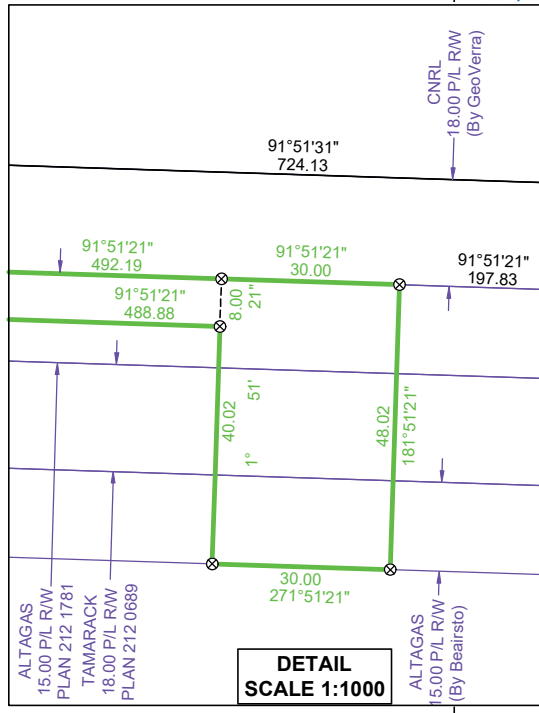 CNRL
18.00 P/L R/W
(By GeoVerra)
91°51'31"
724.13
91°51'21"
492.19
91°51'21"
30.00
91°51'21"
197.83
91°51'21"
488.88
8.00
1° 51' 21"
40.02
48.02
181°51'21"
30.00
271°51'21"
ALTAGAS
15.00 P/L R/W
PLAN 212 1781
TAMARACK
18.00 P/L R/W
PLAN 212 0689
ALTAGAS
15.00 P/L R/W
(By Beairsto)
DETAIL
SCALE 1:1000